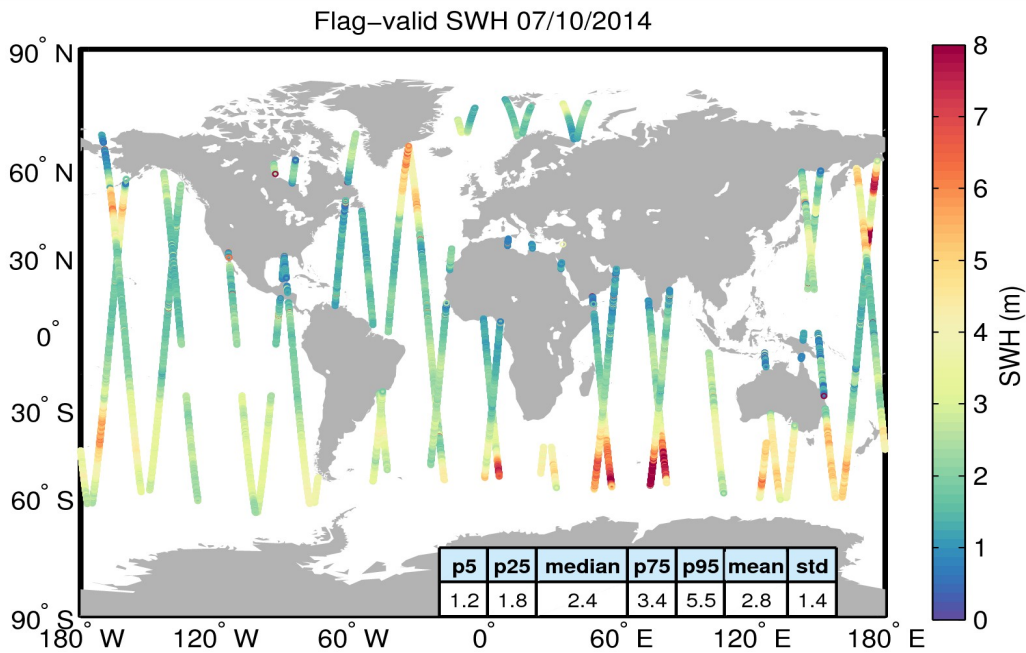 Flag−valid SWH 07/10/2014
90° N
60° N
30° N
0°
30° S
60° S
90° S
180° W
120° W
60° W
0°
60° E
120° E
180° E
p5 p25 median p75 p95 mean std
1.2 1.8 2.4 3.4 5.5 2.8 1.4
8
7
6
5
4
3
2
1
0
SWH (m)